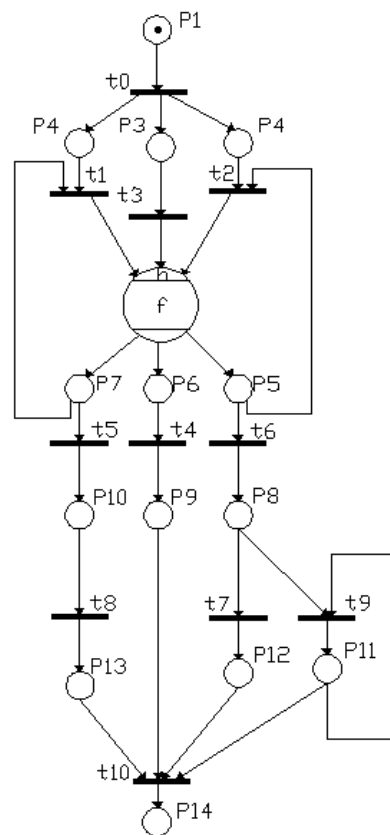 P1
t0
P4 P3 P4
t1 t3 t2
h
f
P7 P6 P5
t5 t4 t6
P10 P9 P8
t8 t7 t9
P13 P12 P11
t10
P14